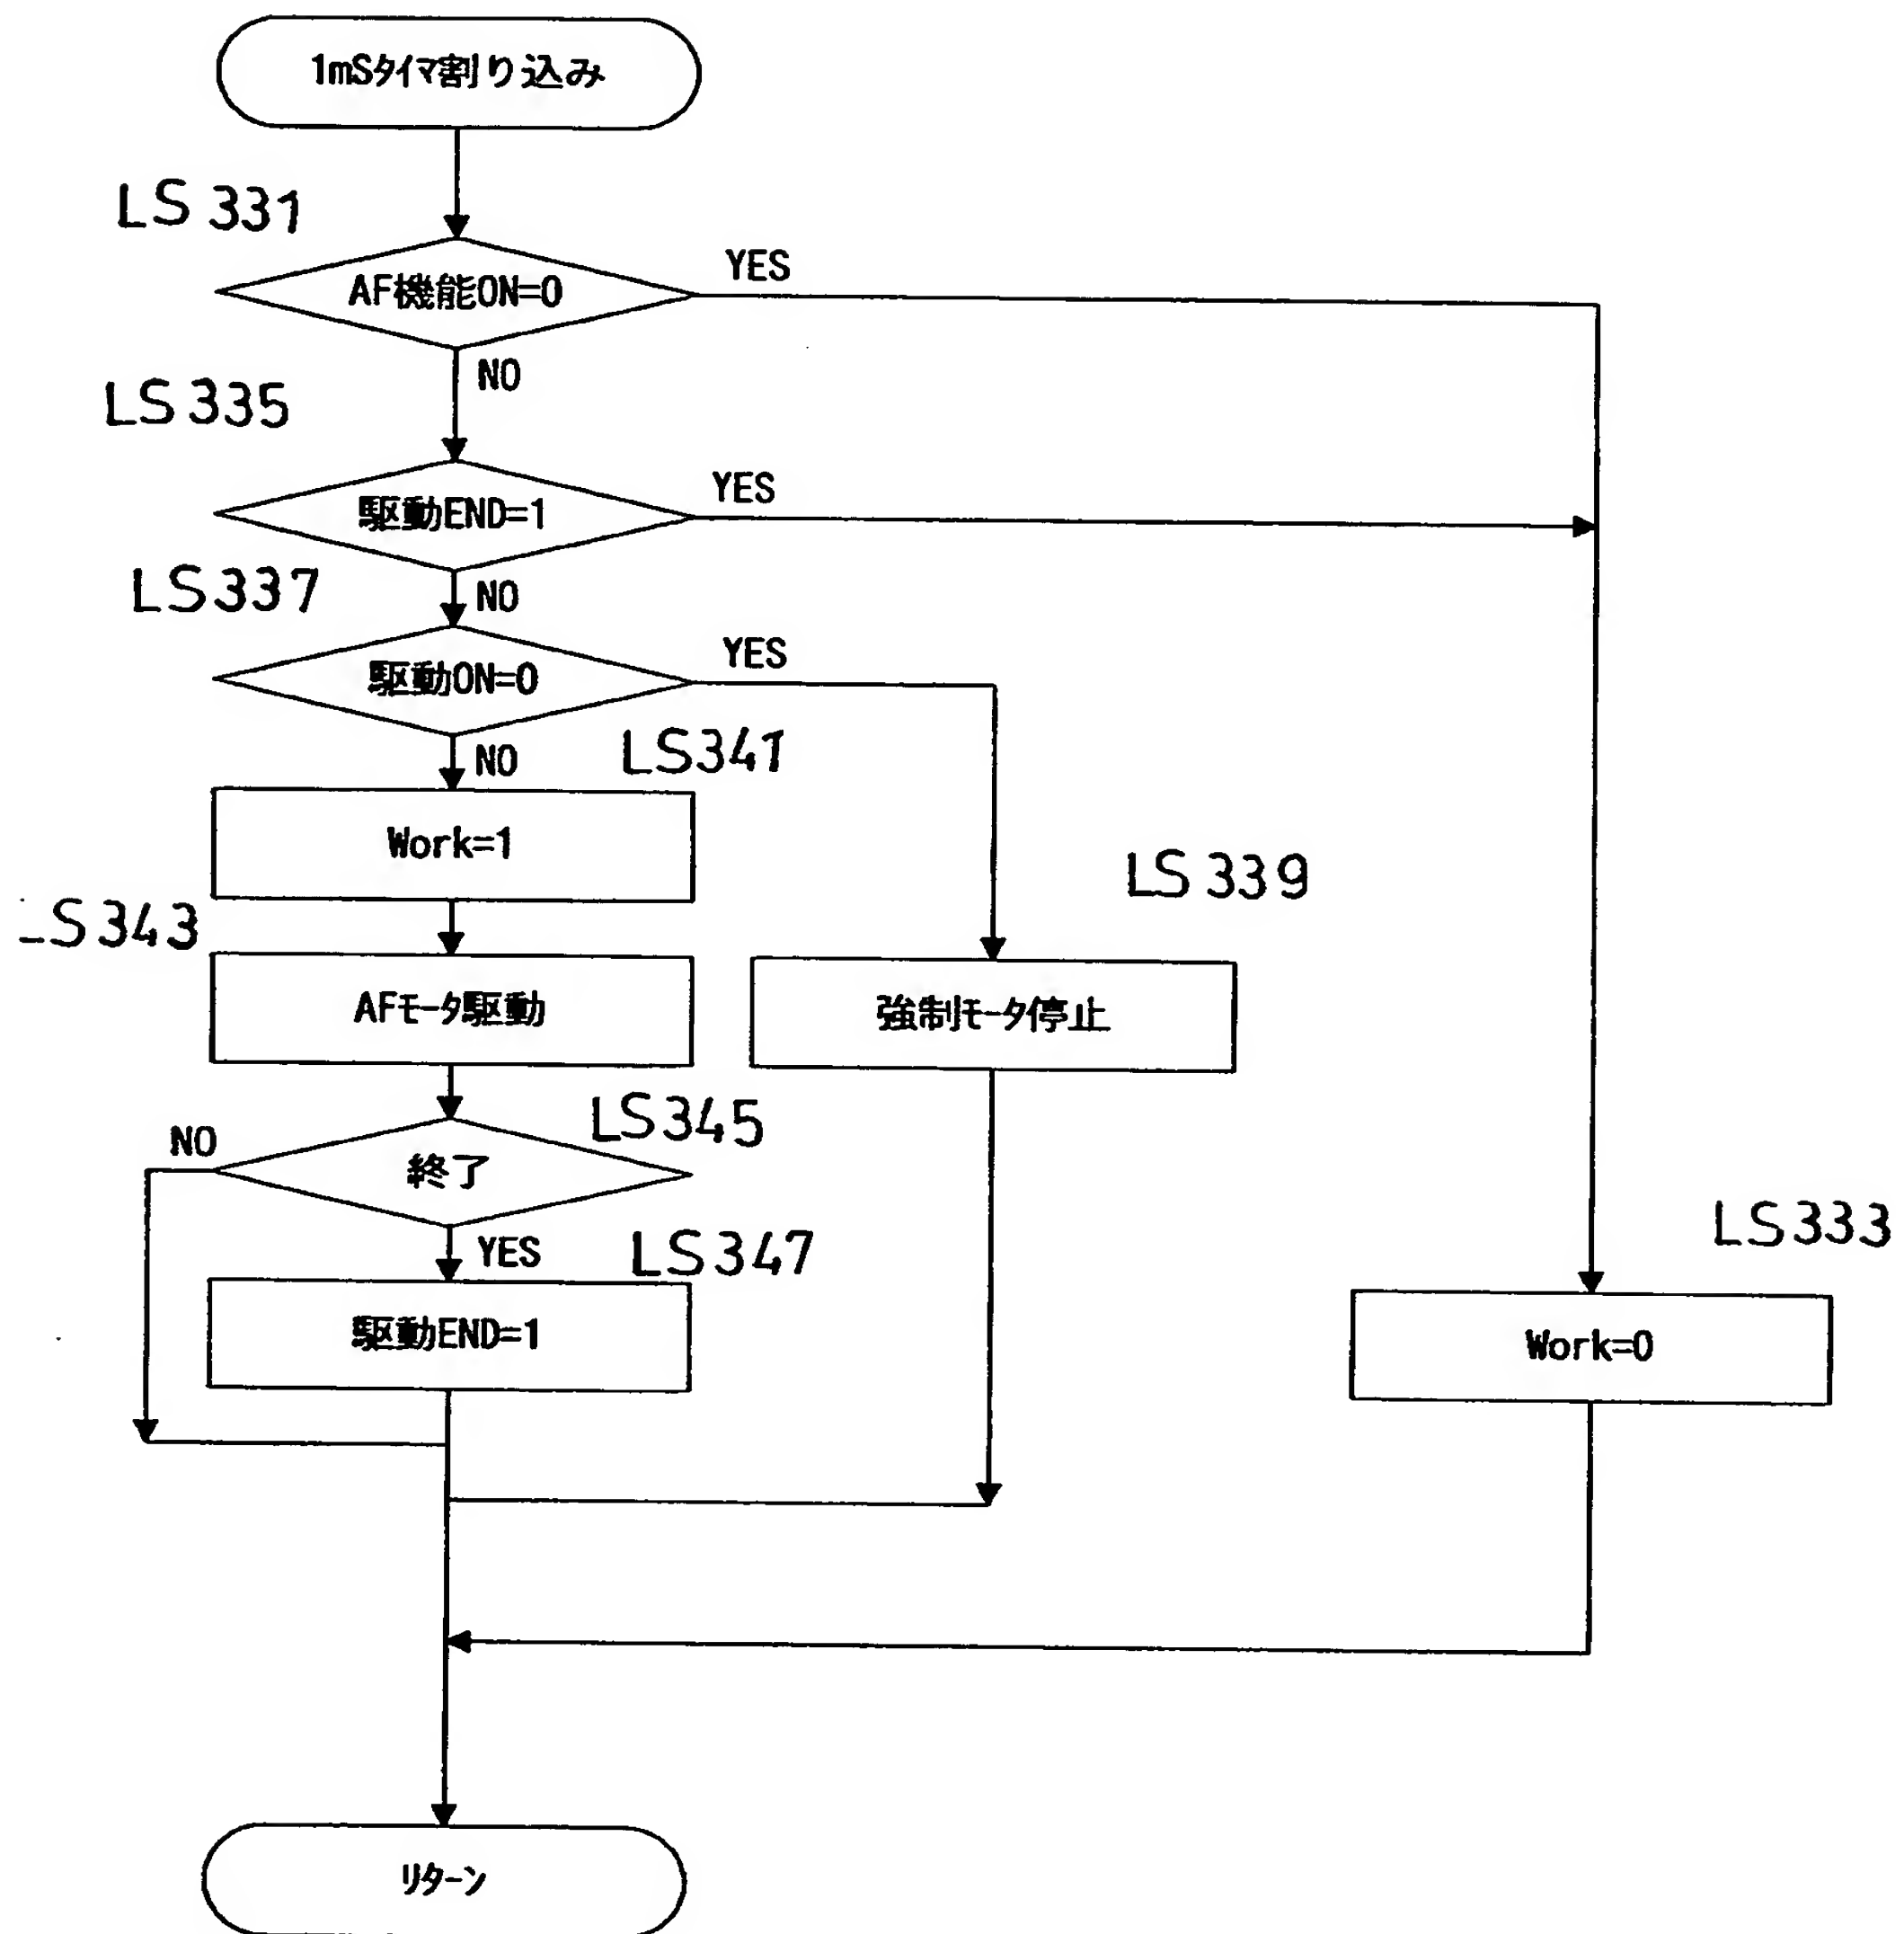 1mSﾀｲﾏ割り込み
LS 331
AF機能ON=0
YES
NO
LS 335
駆動END=1
YES
LS337
NO
駆動ON=0
YES
NO
LS341
Work=1
LS 339
LS343
AFﾓｰﾀ駆動
強制ﾓｰﾀ停止
LS345
NO
終了
YES
LS347
LS333
駆動END=1
Work=0
ﾘﾀｰﾝ